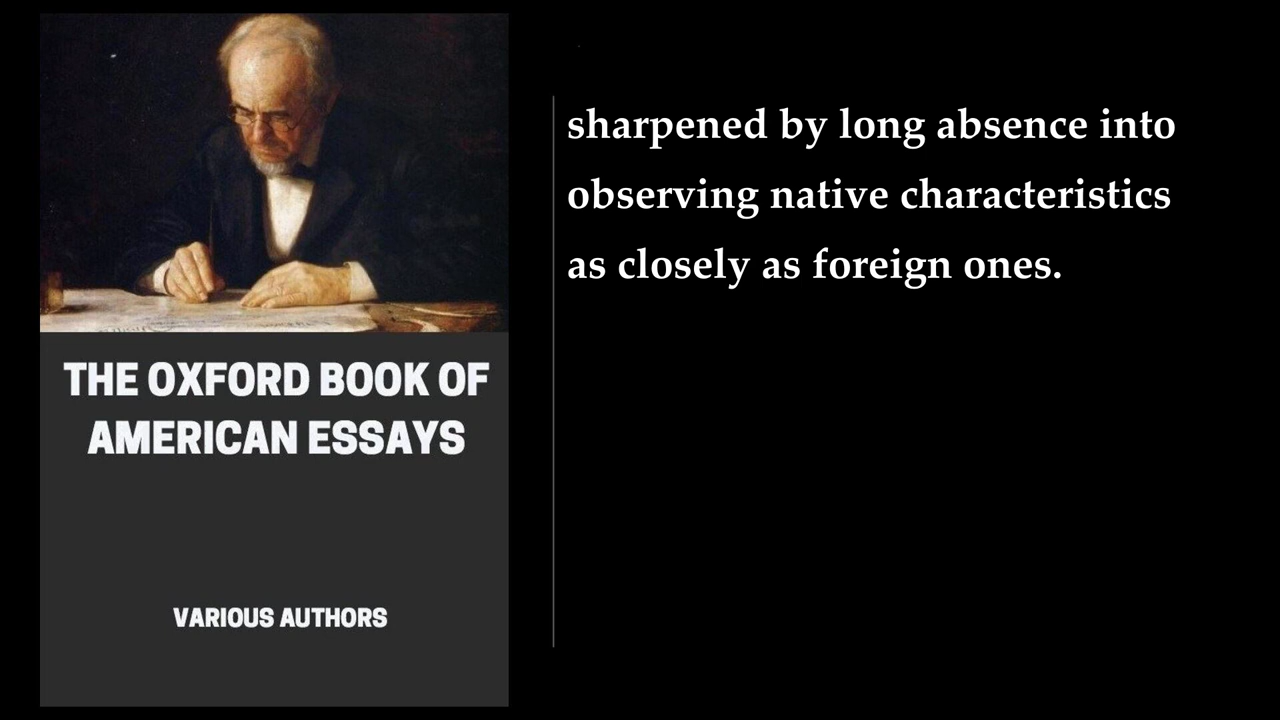 THE OXFORD BOOK OF
AMERICAN ESSAYS
VARIOUS AUTHORS
sharpened by long absence into
observing native characteristics
as closely as foreign ones.